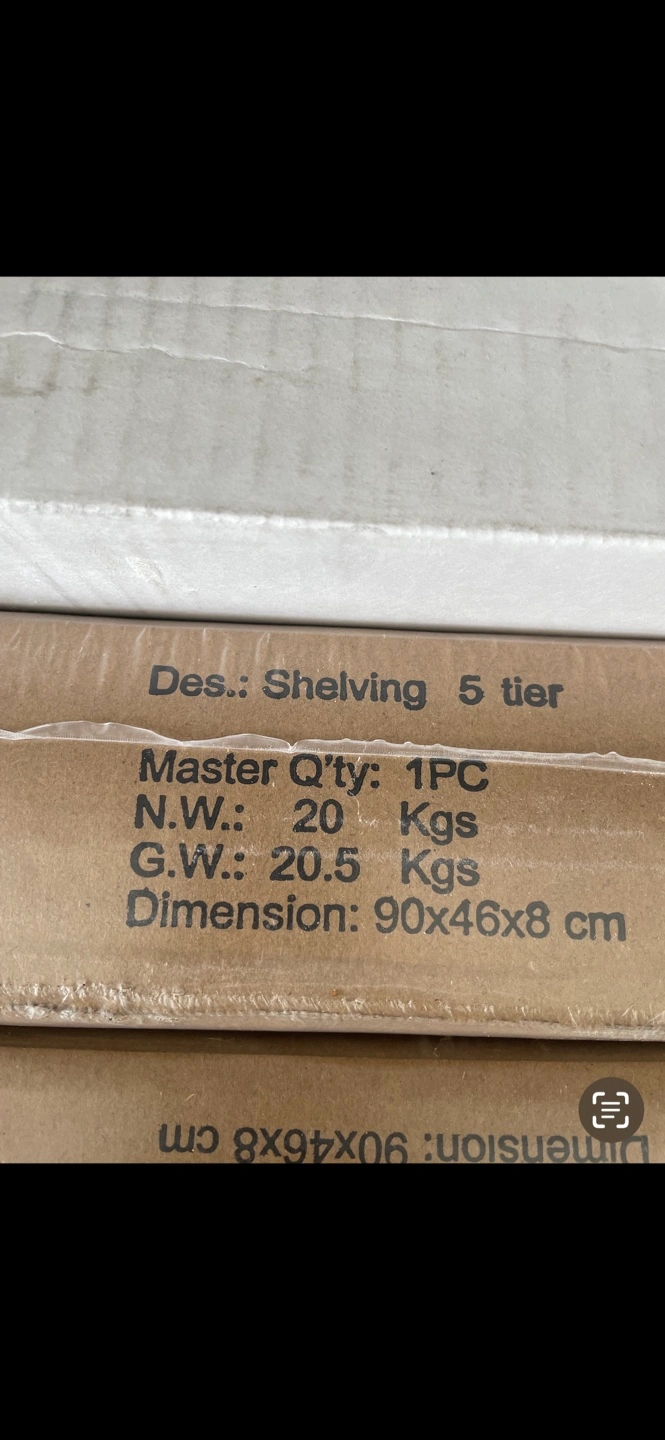 Des.: Shelving 5 tier
Master Q'ty: 1PC
N.W.: 20 Kgs
G.W.: 20.5 Kgs
Dimension: 90x46x8 cm
Dimension: 90x46x8 cm